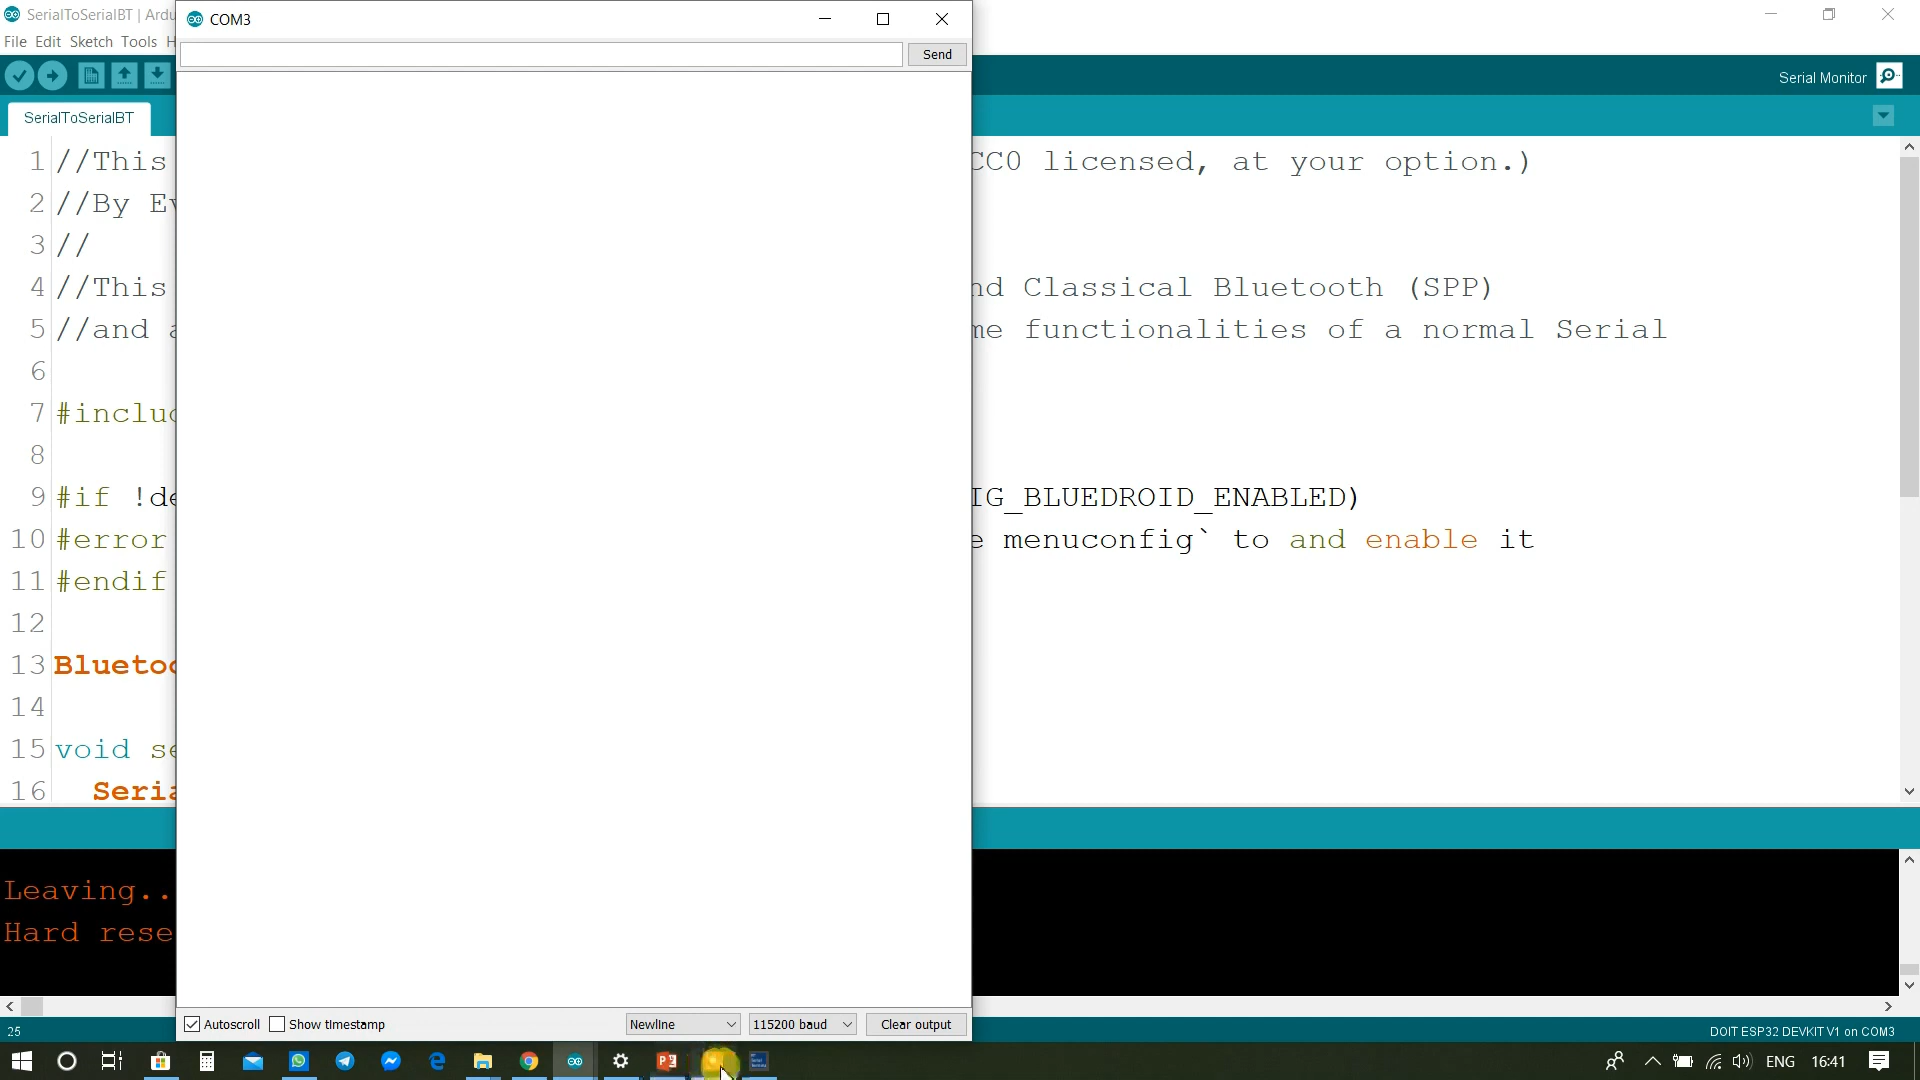 SerialToSerialBT | Ardu
File Edit Sketch Tools H
COM3
Send
Serial Monitor
SerialToSerialBT
1 //This CC0 licensed, at your option.)
2 //By Ev
3 //
4 //This nd Classical Bluetooth (SPP)
5 //and a me functionalities of a normal Serial
6
7 #includ
8
9 #if !de IG_BLUEDROID_ENABLED)
10 #error e menuconfig` to and enable it
11 #endif
12
13 Bluetoo
14
15 void se
16 Seria
Leaving..
Hard rese
Autoscroll Show timestamp Newline 115200 baud Clear output
25
DOIT ESP32 DEVKIT V1 on COM3
ENG 16:41